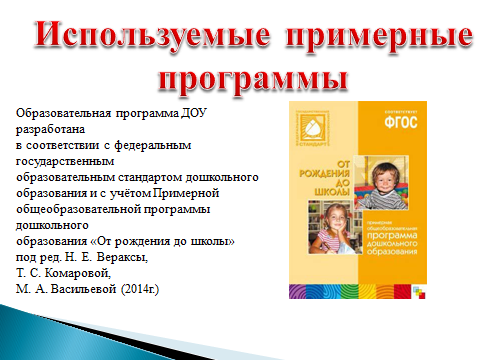 Используемые примерные
программы
Образовательная программа ДОУ
разработана
в соответствии с федеральным
государственным
образовательным стандартом дошкольного
образования и с учётом Примерной
общеобразовательной программы
дошкольного
образования «От рождения до школы»
под ред. Н. Е. Вераксы,
Т. С. Комаровой,
М. А. Васильевой (2014г.)
ФГОС
ОТ
РОЖДЕНИЯ
ДО
ШКОЛЫ
примерная
общеобразовательная
программа
дошкольного
образования